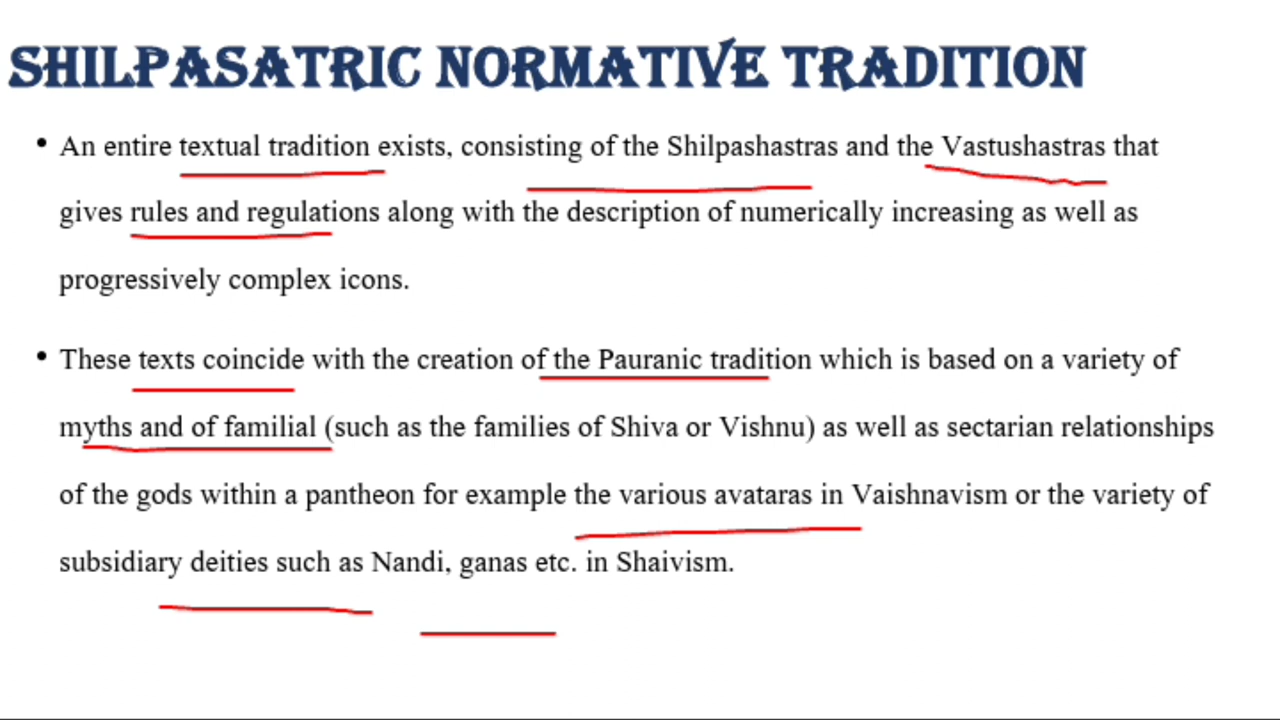 SHILPASATRIC NORMATIVE TRADITION
• An entire textual tradition exists, consisting of the Shilpashastras and the Vastushastras that
gives rules and regulations along with the description of numerically increasing as well as
progressively complex icons.
• These texts coincide with the creation of the Pauranic tradition which is based on a variety of
myths and of familial (such as the families of Shiva or Vishnu) as well as sectarian relationships
of the gods within a pantheon for example the various avataras in Vaishnavism or the variety of
subsidiary deities such as Nandi, ganas etc. in Shaivism.